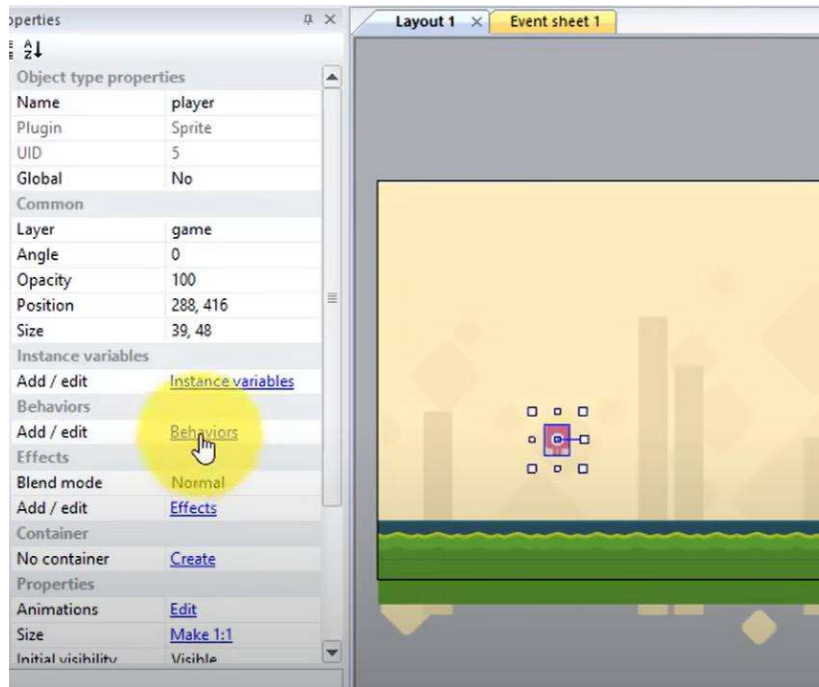 operties
Layout 1
Event sheet 1
Object type properties
Name player
Plugin Sprite
UID 5
Global No
Common
Layer game
Angle 0
Opacity 100
Position 288, 416
Size 39, 48
Instance variables
Add / edit Instance variables
Behaviors
Add / edit Behaviors
Effects
Blend mode Normal
Add / edit Effects
Container
No container Create
Properties
Animations Edit
Size Make 1:1
Initial visibility Visible